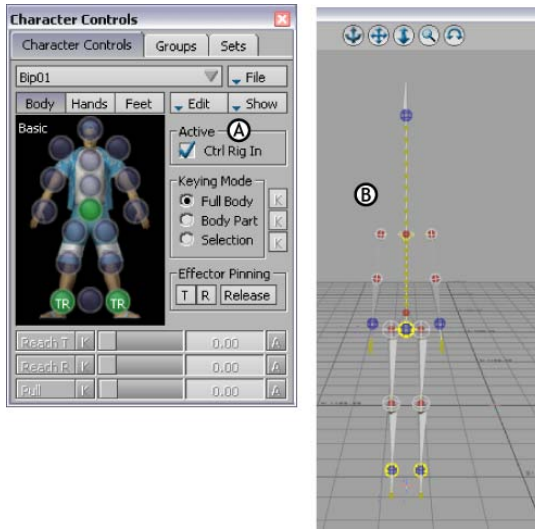 Character Controls
Character Controls Groups Sets
Bip01 File
Body Hands Feet Edit Show
Basic
Active A
Ctrl Rig In
Keying Mode
Full Body K
Body Part K
Selection K
Effector Pinning
T R Release
TR TR
Reach T K 0.00 A
Reach R K 0.00 A
Pull K 0.00 A
B